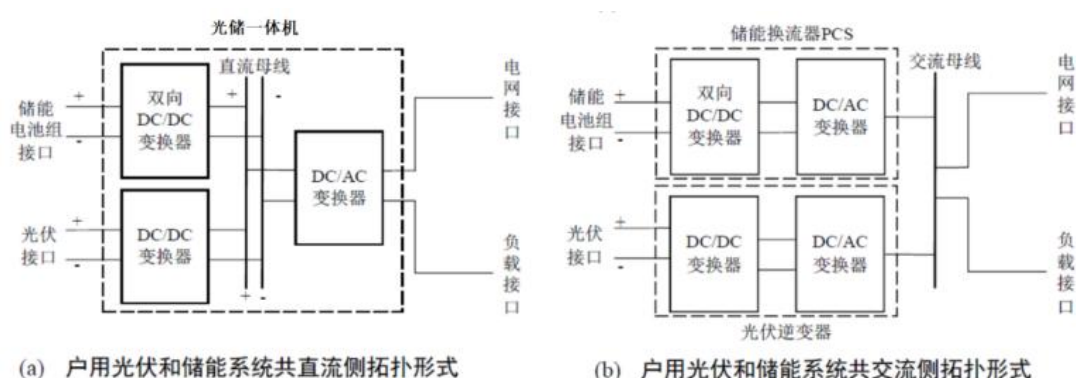 光储一体机
直流母线
+
-
+
储能
电池组
接口
-
双向
DC/DC
变换器
DC/AC
变换器
电网接口
+
光伏
接口
-
DC/DC
变换器
+
-
负载接口
(a) 户用光伏和储能系统共直流侧拓扑形式
储能换流器PCS
交流母线
+
储能
电池组
接口
-
双向
DC/DC
变换器
DC/AC
变换器
电网接口
+
光伏
接口
-
DC/DC
变换器
DC/AC
变换器
负载接口
光伏逆变器
(b) 户用光伏和储能系统共交流侧拓扑形式